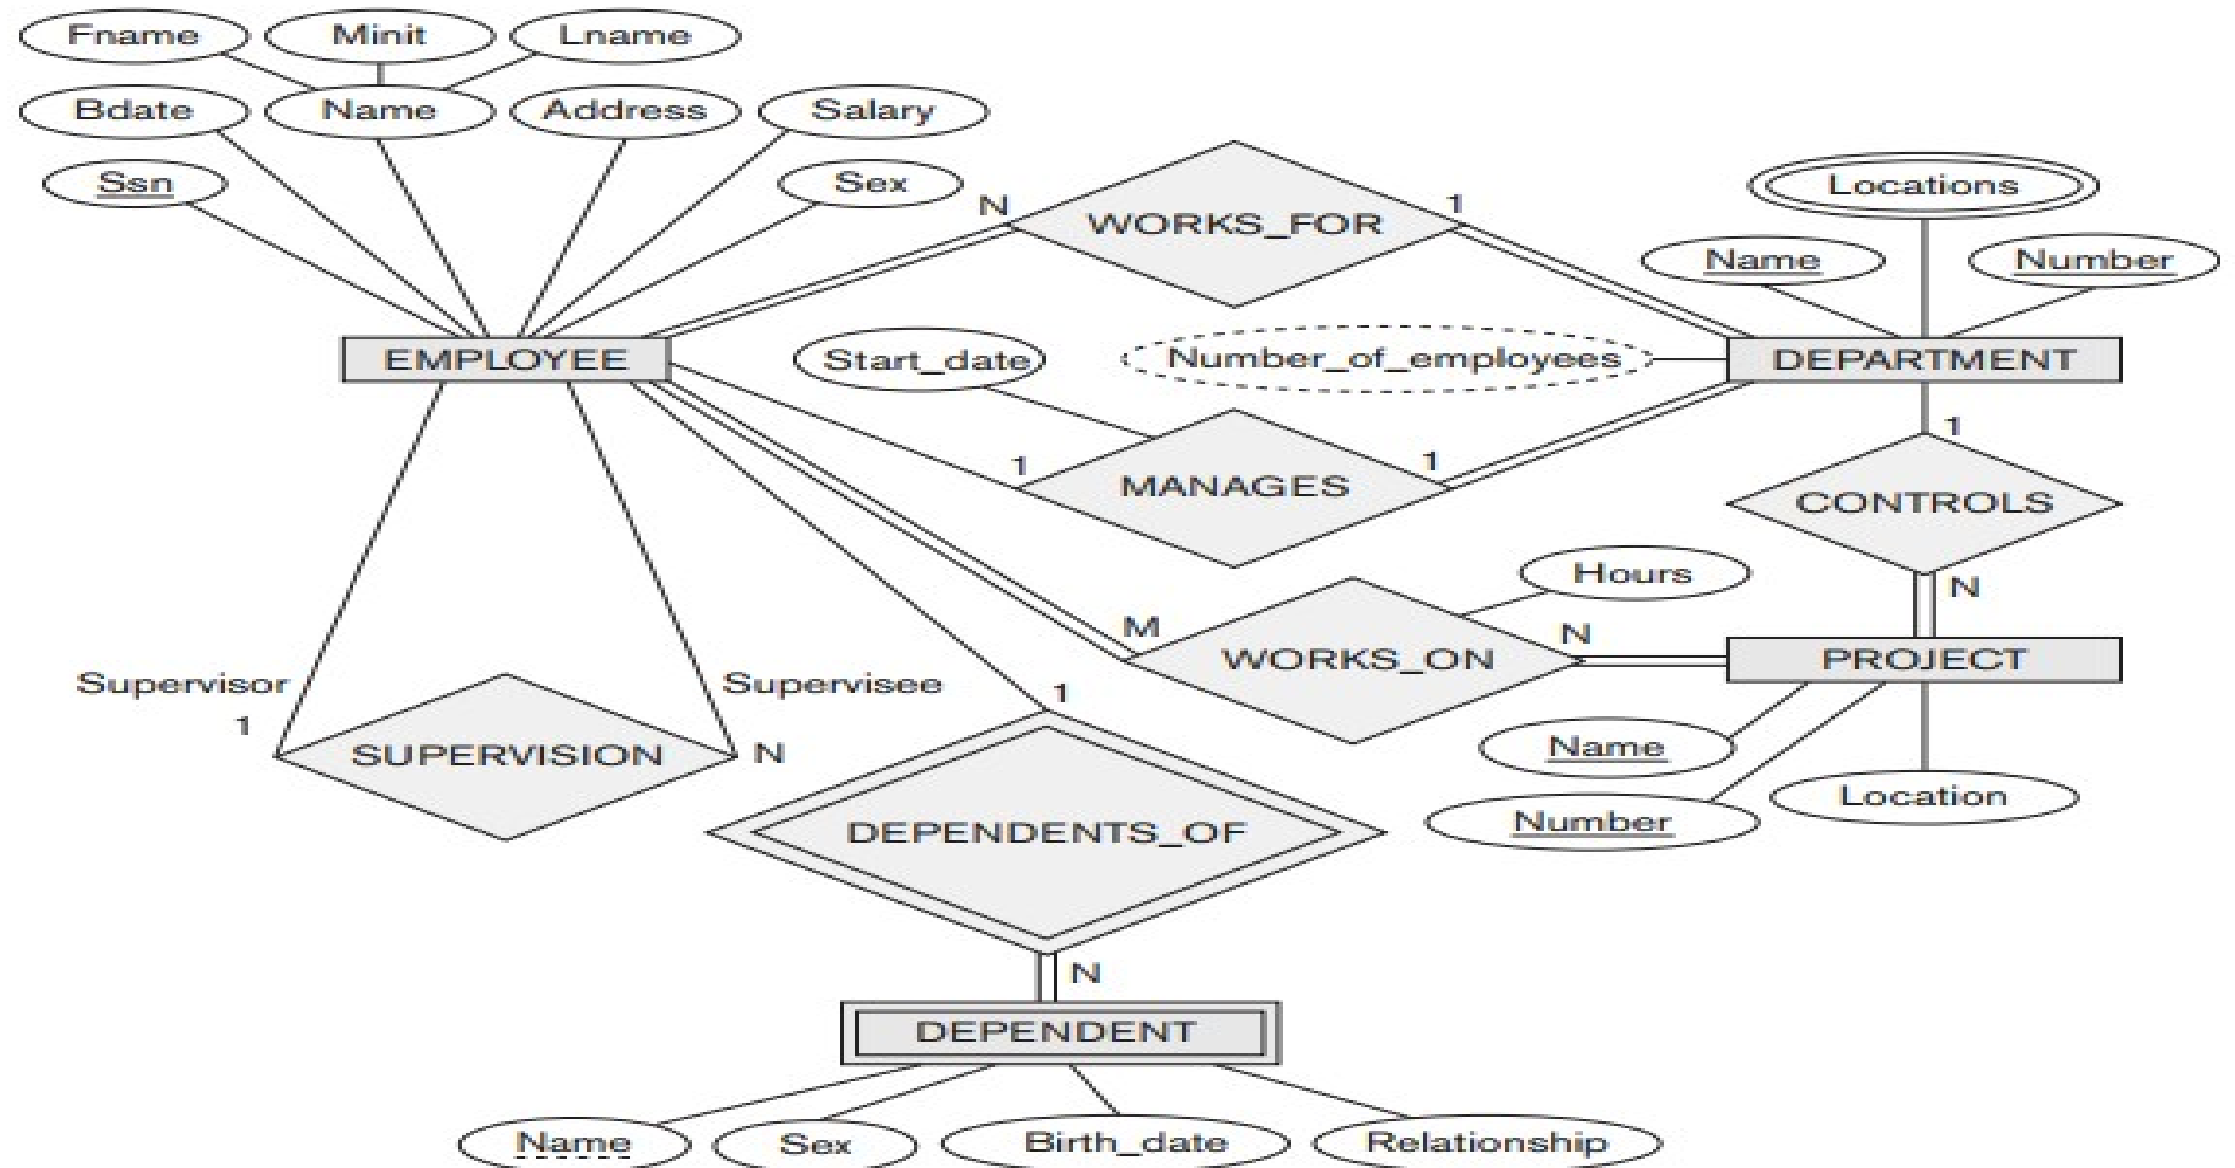 Fname Minit Lname
Bdate Name Address Salary
Ssn Sex
N WORKS_FOR 1
Locations
Name Number
EMPLOYEE Start_date Number_of_employees DEPARTMENT
1 MANAGES 1
1
CONTROLS
N
Hours
M WORKS_ON N
PROJECT
Supervisor Supervisee
1 SUPERVISION N
1
DEPENDENTS_OF
N
Name
Number Location
DEPENDENT
Name Sex Birth_date Relationship